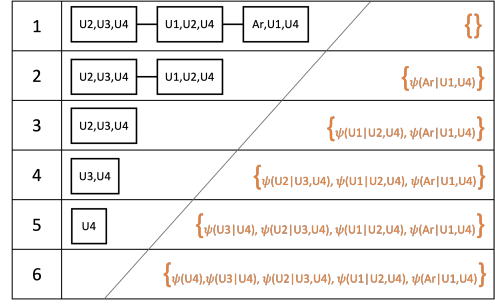 1 U2,U3,U4 U1,U2,U4 Ar,U1,U4 {}
2 U2,U3,U4 U1,U2,U4 {ψ(Ar|U1,U4)}
3 U2,U3,U4 {ψ(U1|U2,U4), ψ(Ar|U1,U4)}
4 U3,U4 {ψ(U2|U3,U4), ψ(U1|U2,U4), ψ(Ar|U1,U4)}
5 U4 {ψ(U3|U4), ψ(U2|U3,U4), ψ(U1|U2,U4), ψ(Ar|U1,U4)}
6 {ψ(U4),ψ(U3|U4), ψ(U2|U3,U4), ψ(U1|U2,U4), ψ(Ar|U1,U4)}